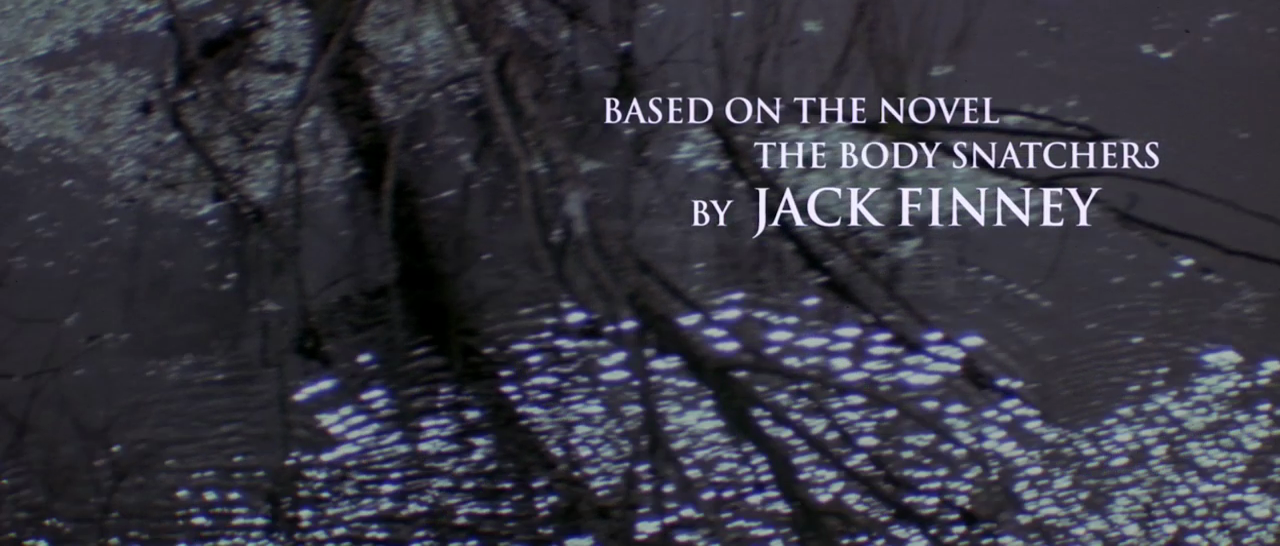 BASED ON THE NOVEL
THE BODY SNATCHERS
BY JACK FINNEY